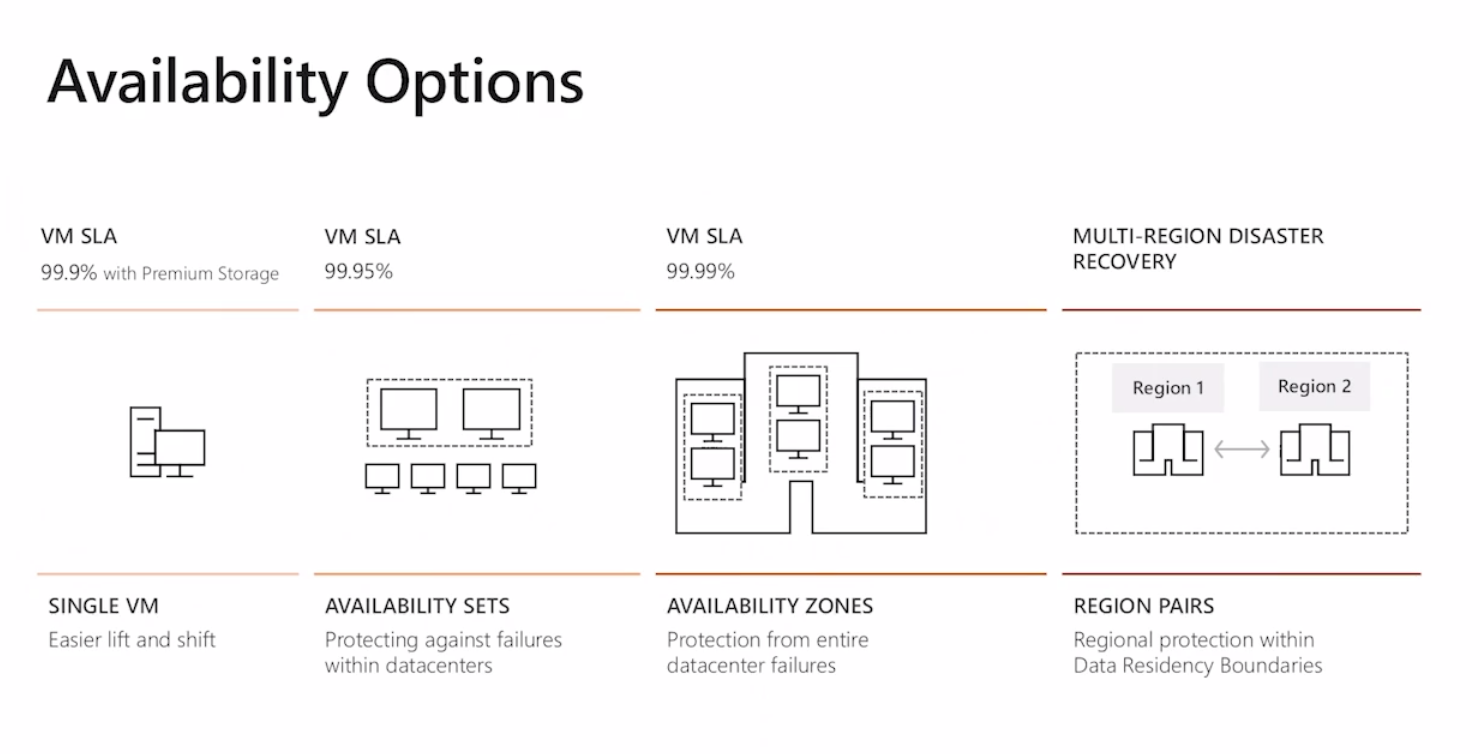 Availability Options
VM SLA
99.9% with Premium Storage
VM SLA
99.95%
VM SLA
99.99%
MULTI-REGION DISASTER
RECOVERY
Region 1
Region 2
SINGLE VM
Easier lift and shift
AVAILABILITY SETS
Protecting against failures
within datacenters
AVAILABILITY ZONES
Protection from entire
datacenter failures
REGION PAIRS
Regional protection within
Data Residency Boundaries